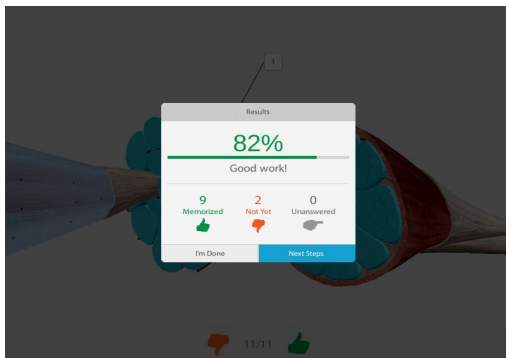 1
Results
82%
Good work!
9 2 0
Memorized Not Yet Unanswered
I'm Done Next Steps
11/11